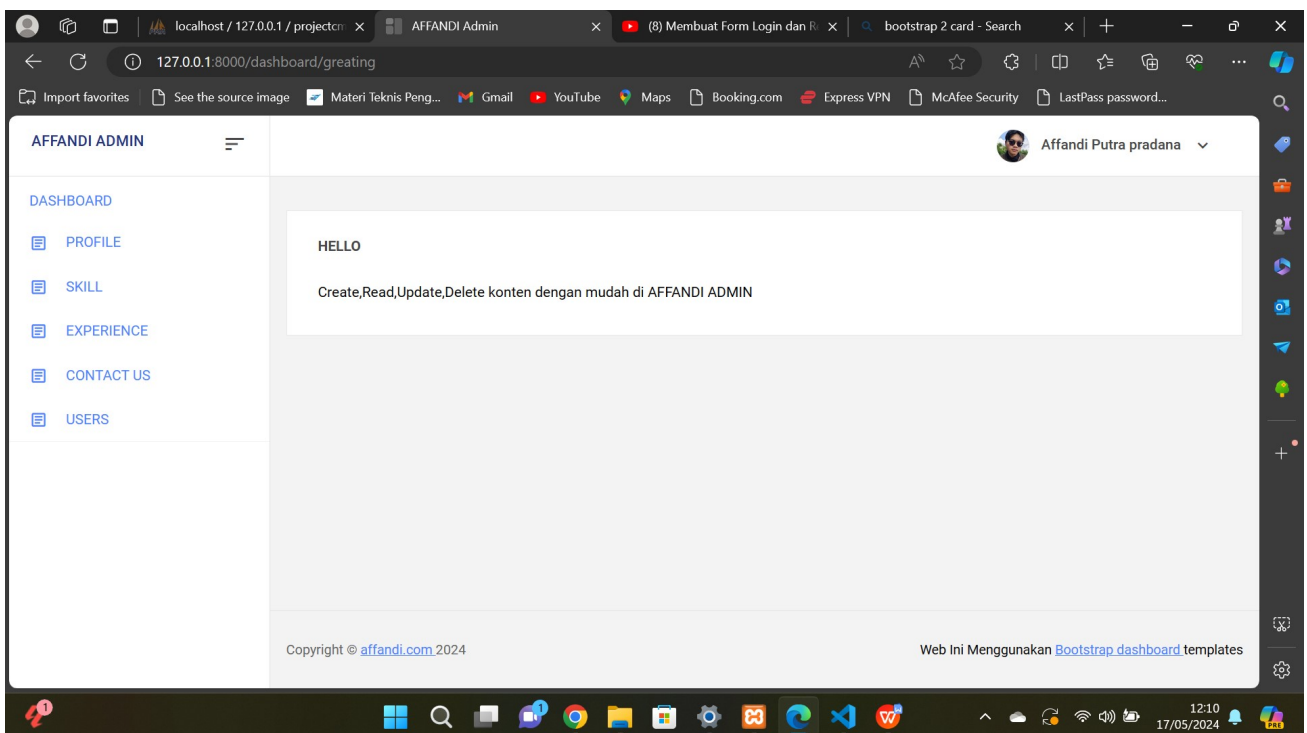 localhost / 127.0.0.1 / projectcm
AFFANDI Admin
(8) Membuat Form Login dan R
bootstrap 2 card - Search
127.0.0.1:8000/dashboard/greating
Import favorites
See the source image
Materi Teknis Peng...
Gmail
YouTube
Maps
Booking.com
Express VPN
McAfee Security
LastPass password...
AFFANDI ADMIN
Affandi Putra pradana
DASHBOARD
PROFILE
SKILL
EXPERIENCE
CONTACT US
USERS
HELLO
Create,Read,Update,Delete konten dengan mudah di AFFANDI ADMIN
Copyright © affandi.com 2024
Web Ini Menggunakan Bootstrap dashboard templates
1
1
12:10
17/05/2024
PRE